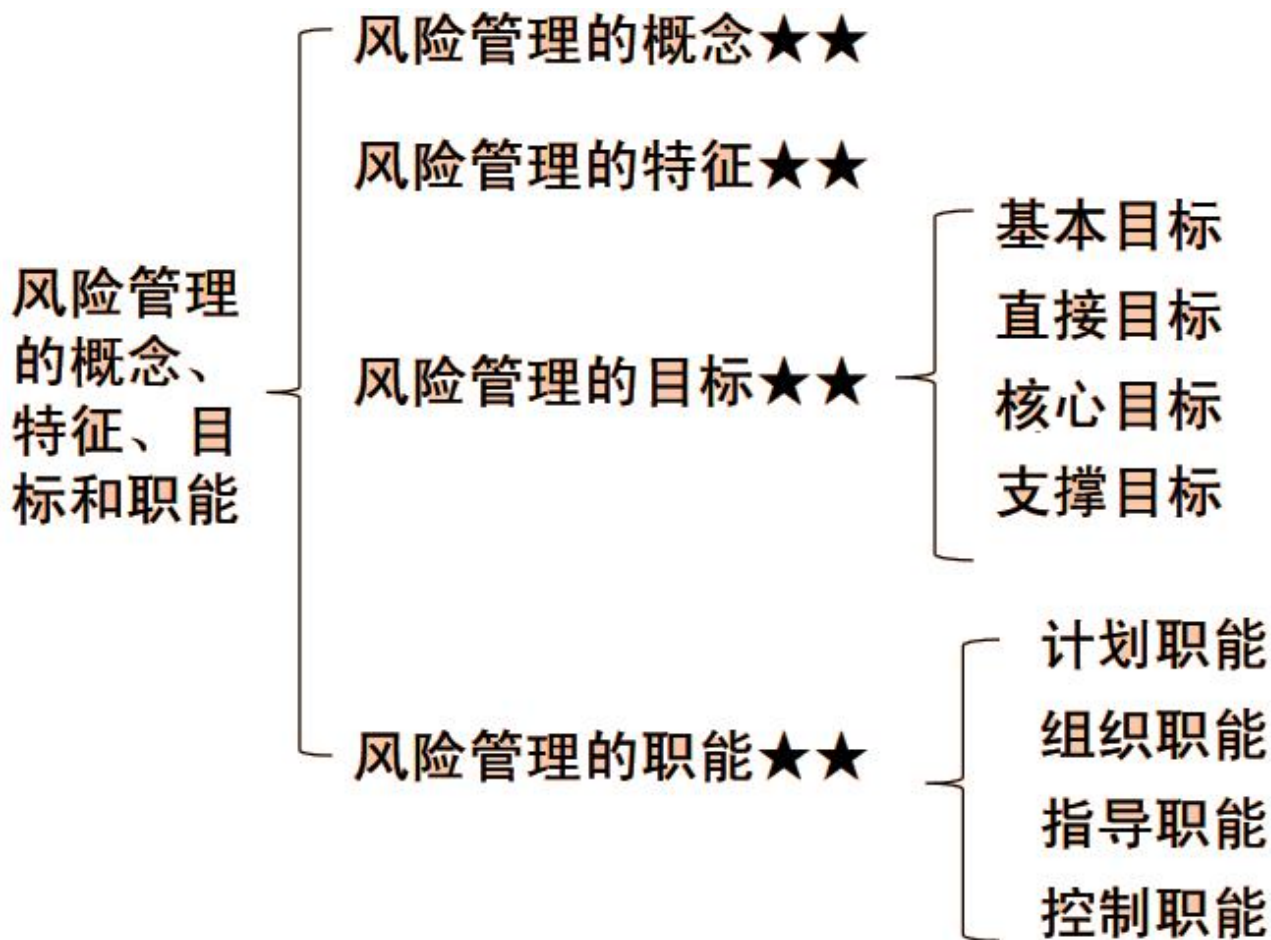 风险管理的概念★★
风险管理的特征★★
风险管理
的概念、
特征、目
标和职能
风险管理的目标★★
基本目标
直接目标
核心目标
支撑目标
风险管理的职能★★
计划职能
组织职能
指导职能
控制职能